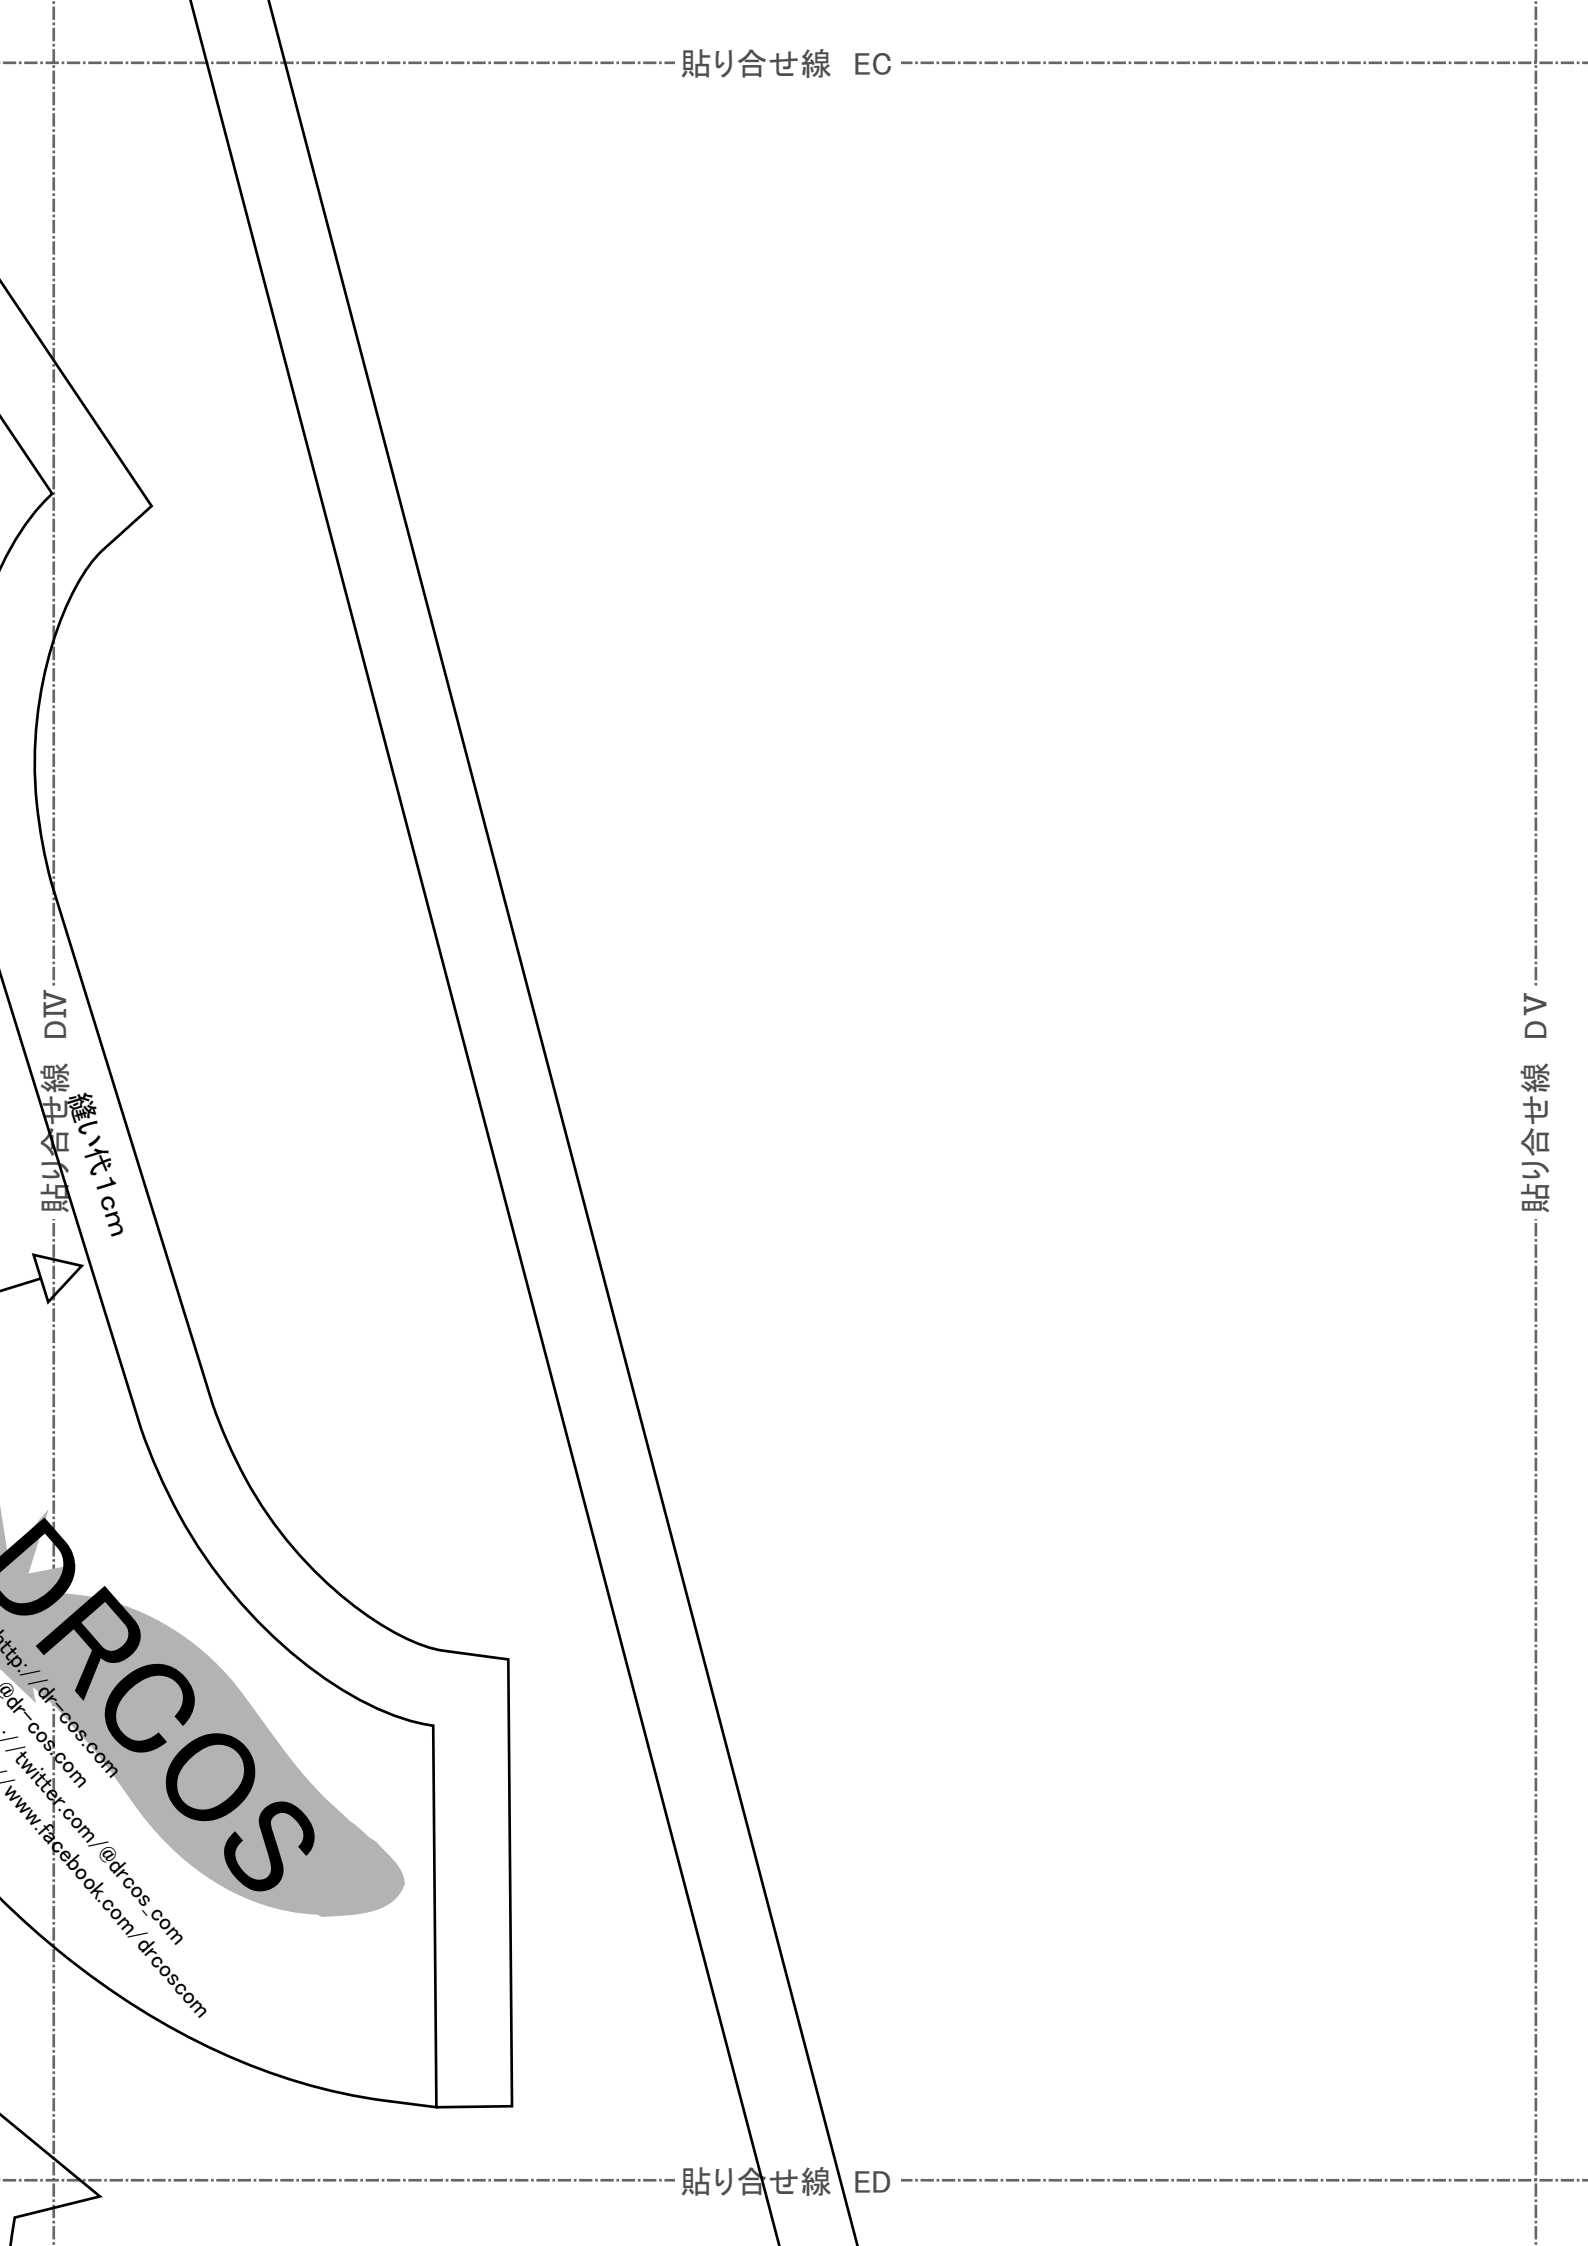 貼り合せ線 EC
貼り合せ線 DⅣ
貼り合せ線 DⅤ
縫い代1cm
DRCOS
http://dr-cos.com
@dr-cos.com
://twitter.com/@drcos_com
//www.facebook.com/drcoscom
貼り合せ線 ED